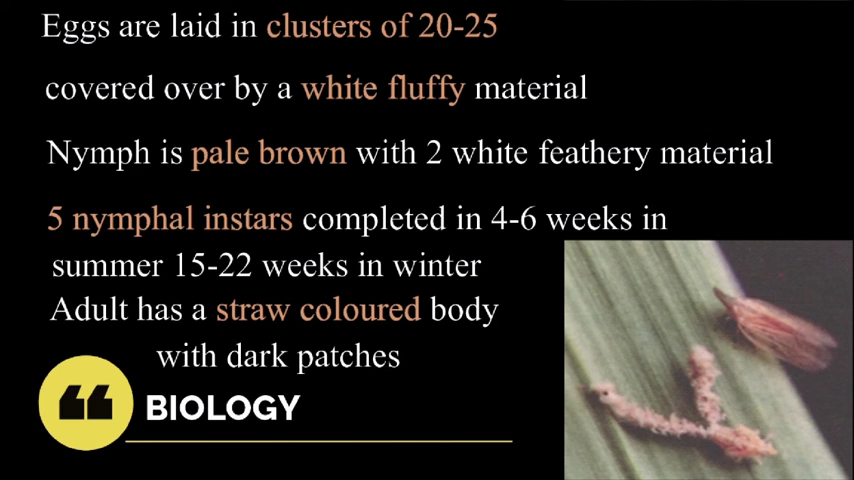 Eggs are laid in clusters of 20-25
covered over by a white fluffy material
Nymph is pale brown with 2 white feathery material
5 nymphal instars completed in 4-6 weeks in
summer 15-22 weeks in winter
Adult has a straw coloured body
with dark patches
BIOLOGY